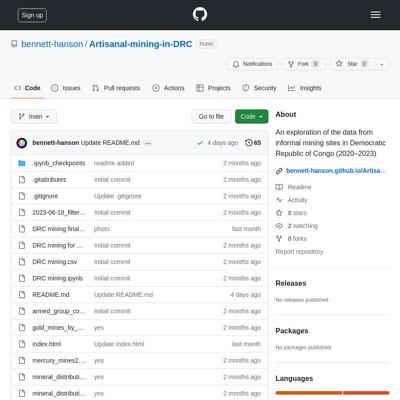 Sign up
bennett-hanson / Artisanal-mining-in-DRC Public
Notifications Fork 0 Star 0
Code Issues Pull requests Actions Projects Security Insights
main Go to file Code
bennett-hanson Update README.md ... 4 days ago 65
.ipynb_checkpoints readme added 2 months ago
.gitattributes Initial commit 2 months ago
.gitignore Update .gitignore 2 months ago
2023-06-18_filter... Initial commit 2 months ago
DRC mining final... photo last month
DRC mining for ... Initial commit 2 months ago
DRC mining.csv Initial commit 2 months ago
DRC mining.ipynb Initial commit 2 months ago
README.md Update README.md 4 days ago
armed_group_co... Initial commit 2 months ago
gold_mines_by_... yes 2 months ago
index.html Update index.html last month
mercury_mines2.... yes 2 months ago
mineral_distributi... yes 2 months ago
mineral_distributi... yes 2 months ago
About
An exploration of the data from
informal mining sites in Democratic
Republic of Congo (2020–2023)
bennett-hanson.github.io/Artisa...
Readme
Activity
0 stars
2 watching
0 forks
Report repository
Releases
No releases published
Packages
No packages published
Languages